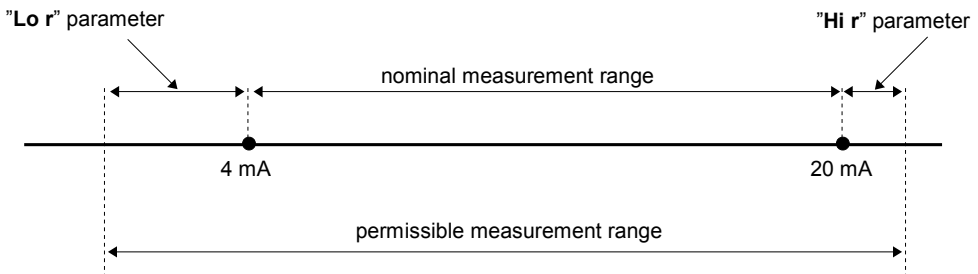 "Lo r" parameter
"Hi r" parameter
nominal measurement range
4 mA
20 mA
permissible measurement range